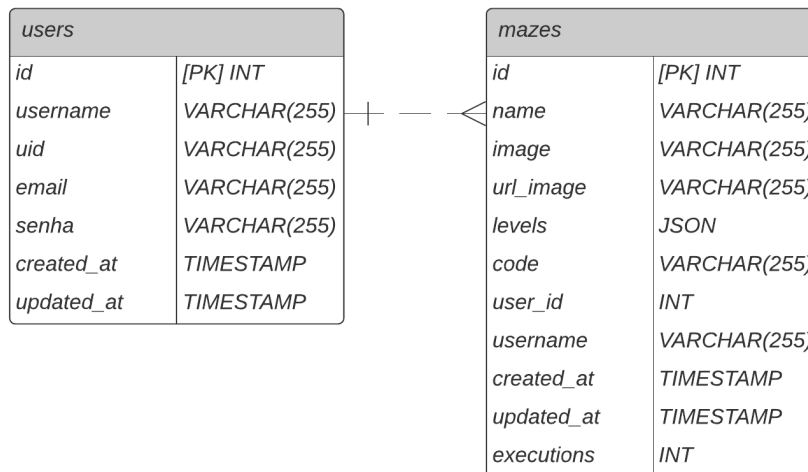 users
id [PK] INT
username VARCHAR(255)
uid VARCHAR(255)
email VARCHAR(255)
senha VARCHAR(255)
created_at TIMESTAMP
updated_at TIMESTAMP
mazes
id [PK] INT
name VARCHAR(255)
image VARCHAR(255)
url_image VARCHAR(255)
levels JSON
code VARCHAR(255)
user_id INT
username VARCHAR(255)
created_at TIMESTAMP
updated_at TIMESTAMP
executions INT